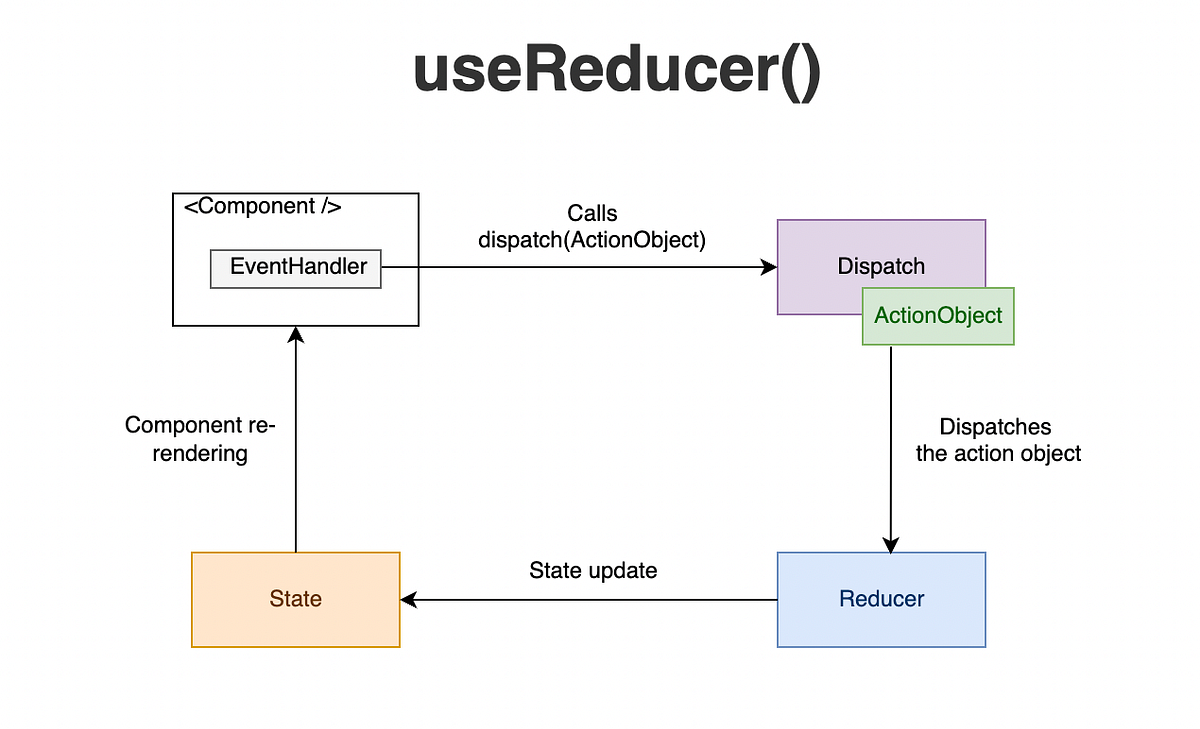 useReducer()
<Component />
EventHandler
Calls
dispatch(ActionObject)
Dispatch
ActionObject
Component re-
rendering
Dispatches
the action object
State
State update
Reducer